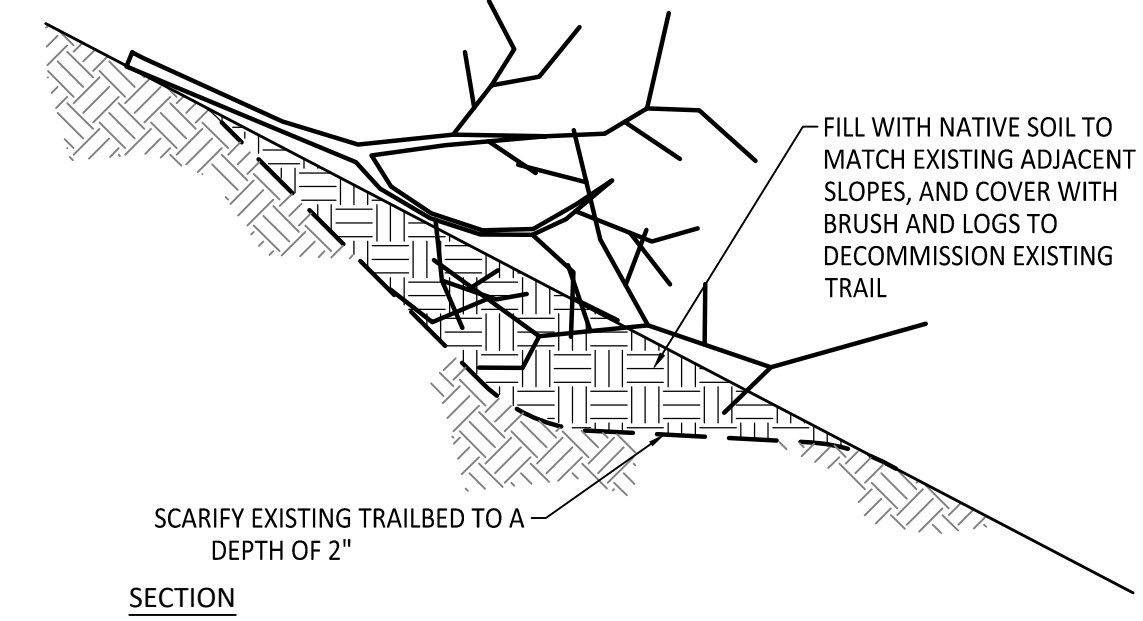 FILL WITH NATIVE SOIL TO
MATCH EXISTING ADJACENT
SLOPES, AND COVER WITH
BRUSH AND LOGS TO
DECOMMISSION EXISTING
TRAIL
SCARIFY EXISTING TRAILBED TO A
DEPTH OF 2"
SECTION